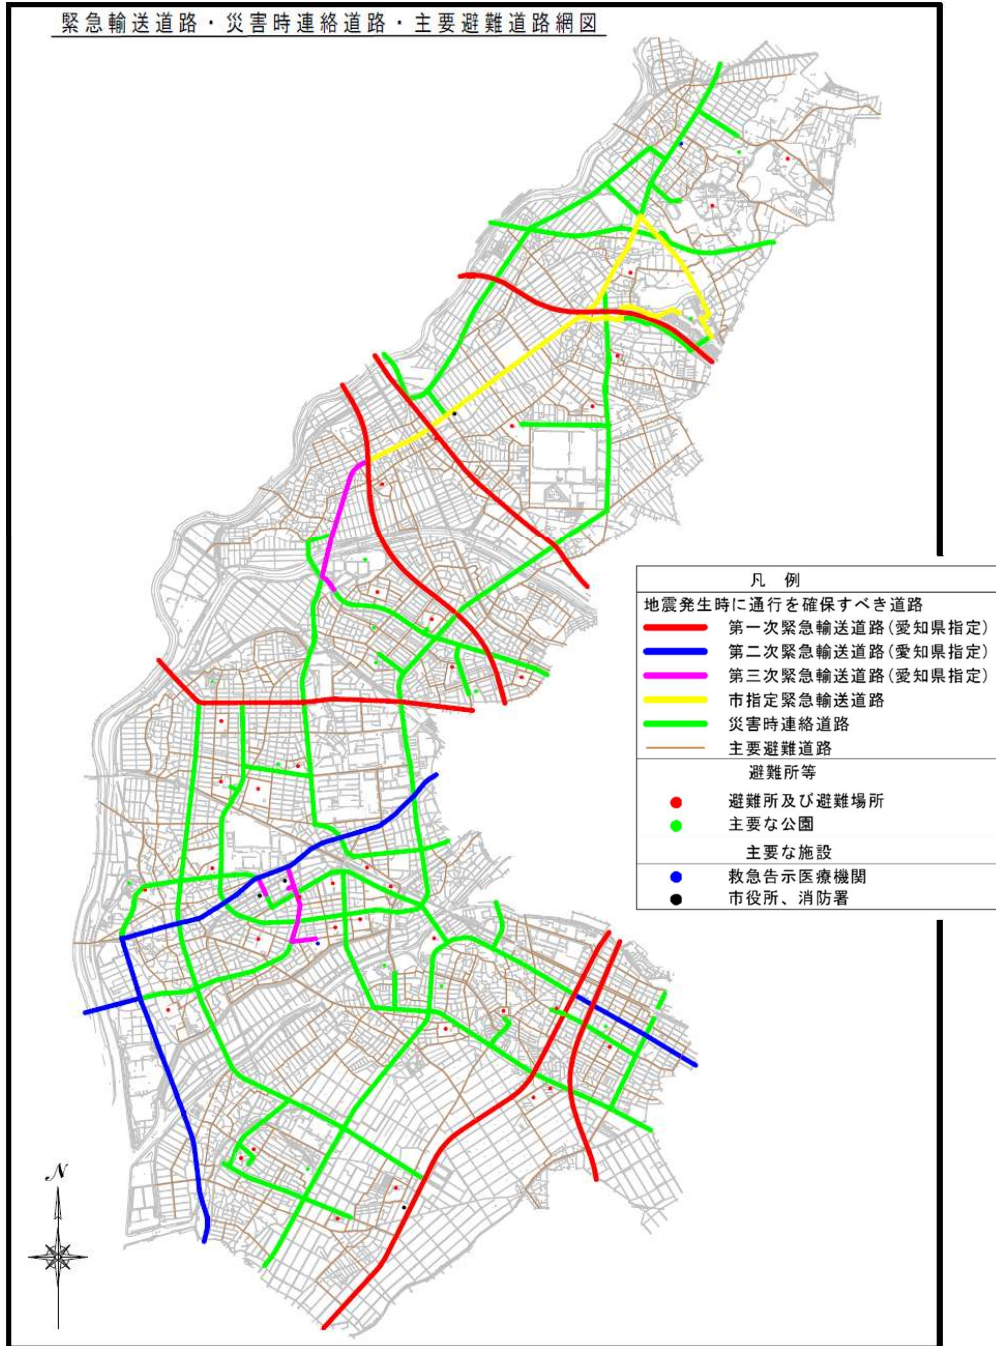 緊急輸送道路・災害時連絡道路・主要避難道路網図
凡 例
地震発生時に通行を確保すべき道路
第一次緊急輸送道路(愛知県指定)
第二次緊急輸送道路(愛知県指定)
第三次緊急輸送道路(愛知県指定)
市指定緊急輸送道路
災害時連絡道路
主要避難道路
避難所等
避難所及び避難場所
主要な公園
主要な施設
救急告示医療機関
市役所、消防署
N